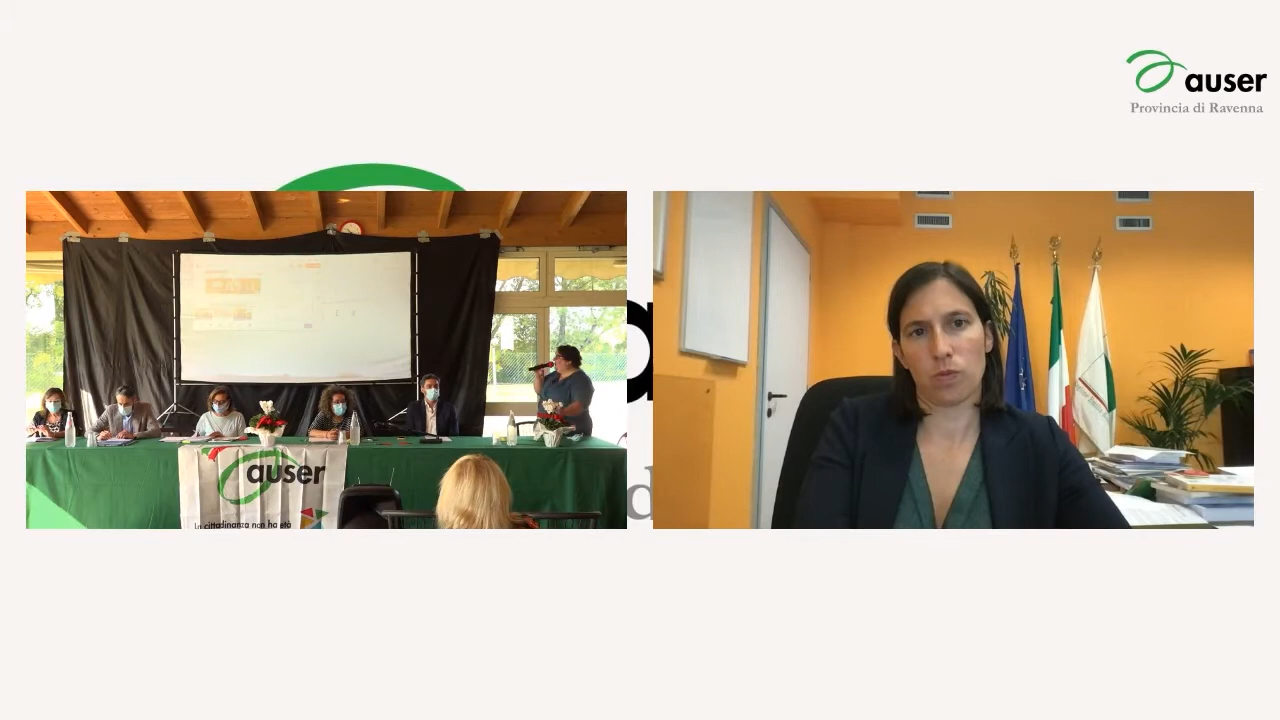 auser
Provincia di Ravenna
auser
la cittadinanza non ha età
a
d